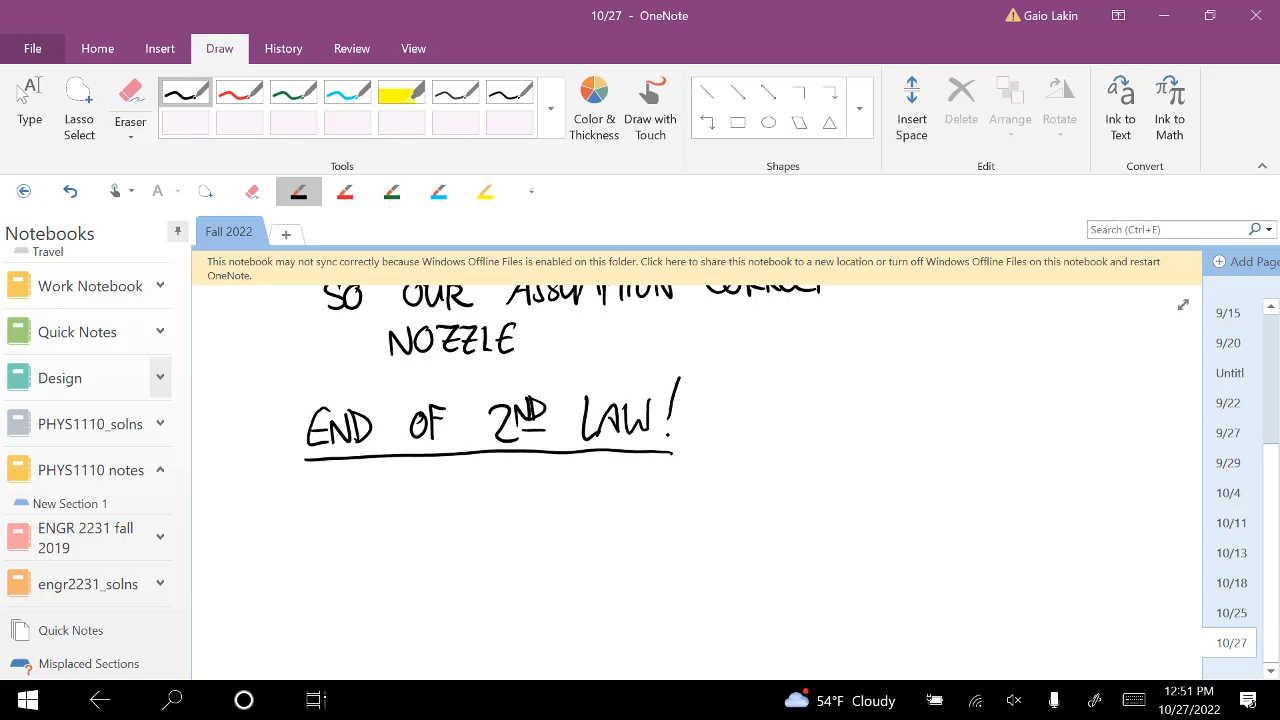 10/27 - OneNote
Gaio Lakin
File
Home
Insert
Draw
History
Review
View
Type
Lasso Select
Eraser
Color & Thickness
Draw with Touch
Insert Space
Delete
Arrange
Rotate
Ink to Text
Ink to Math
Tools
Shapes
Edit
Convert
A
Notebooks
Fall 2022
Search (Ctrl+E)
Travel
Work Notebook
Quick Notes
Design
PHYS1110_solns
PHYS1110 notes
New Section 1
ENGR 2231 fall
2019
engr2231_solns
Quick Notes
Misplaced Sections
This notebook may not sync correctly because Windows Offline Files is enabled on this folder. Click here to share this notebook to a new location or turn off Windows Offline Files on this notebook and restart
OneNote.
SO OUR ASSUMPTION CORRECT
NOZZLE
END OF 2ND LAW!
Add Page
9/15
9/20
Untitl
9/22
9/27
9/29
10/4
10/11
10/13
10/18
10/25
10/27
54°F Cloudy
12:51 PM
10/27/2022